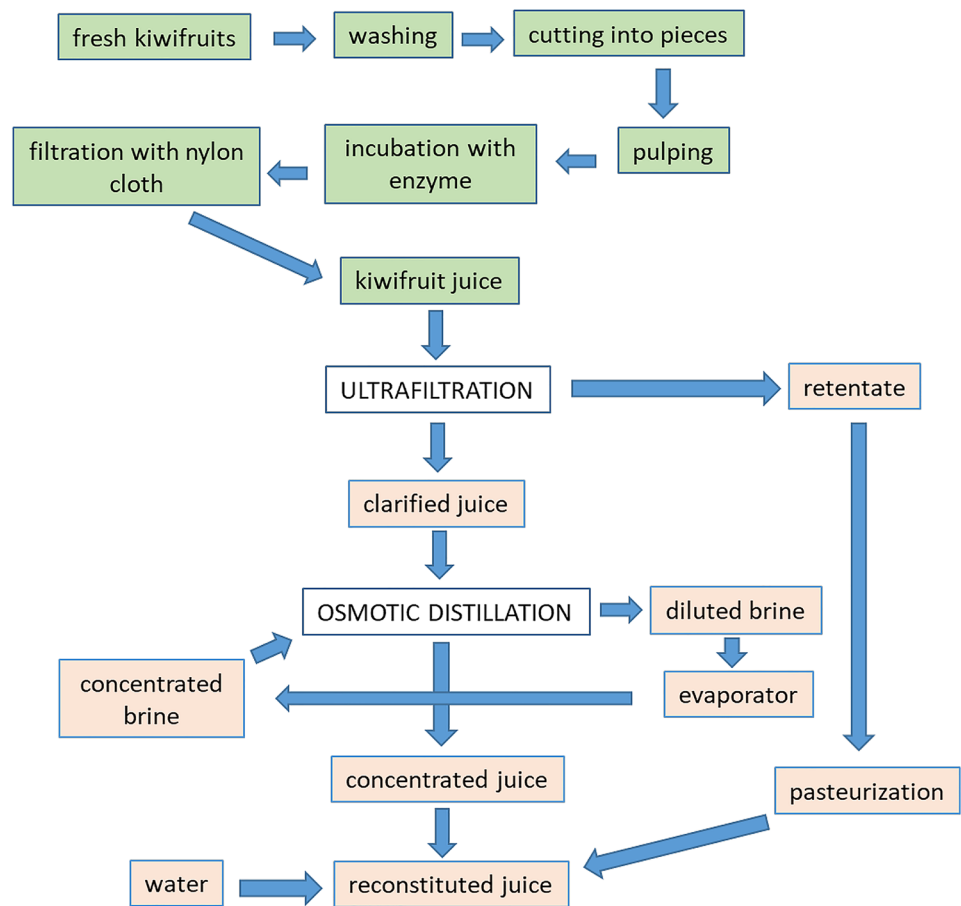 fresh kiwifruits
washing
cutting into pieces
filtration with nylon
cloth
incubation with
enzyme
pulping
kiwifruit juice
ULTRAFILTRATION
retentate
clarified juice
OSMOTIC DISTILLATION
diluted brine
concentrated
brine
evaporator
concentrated juice
pasteurization
water
reconstituted juice